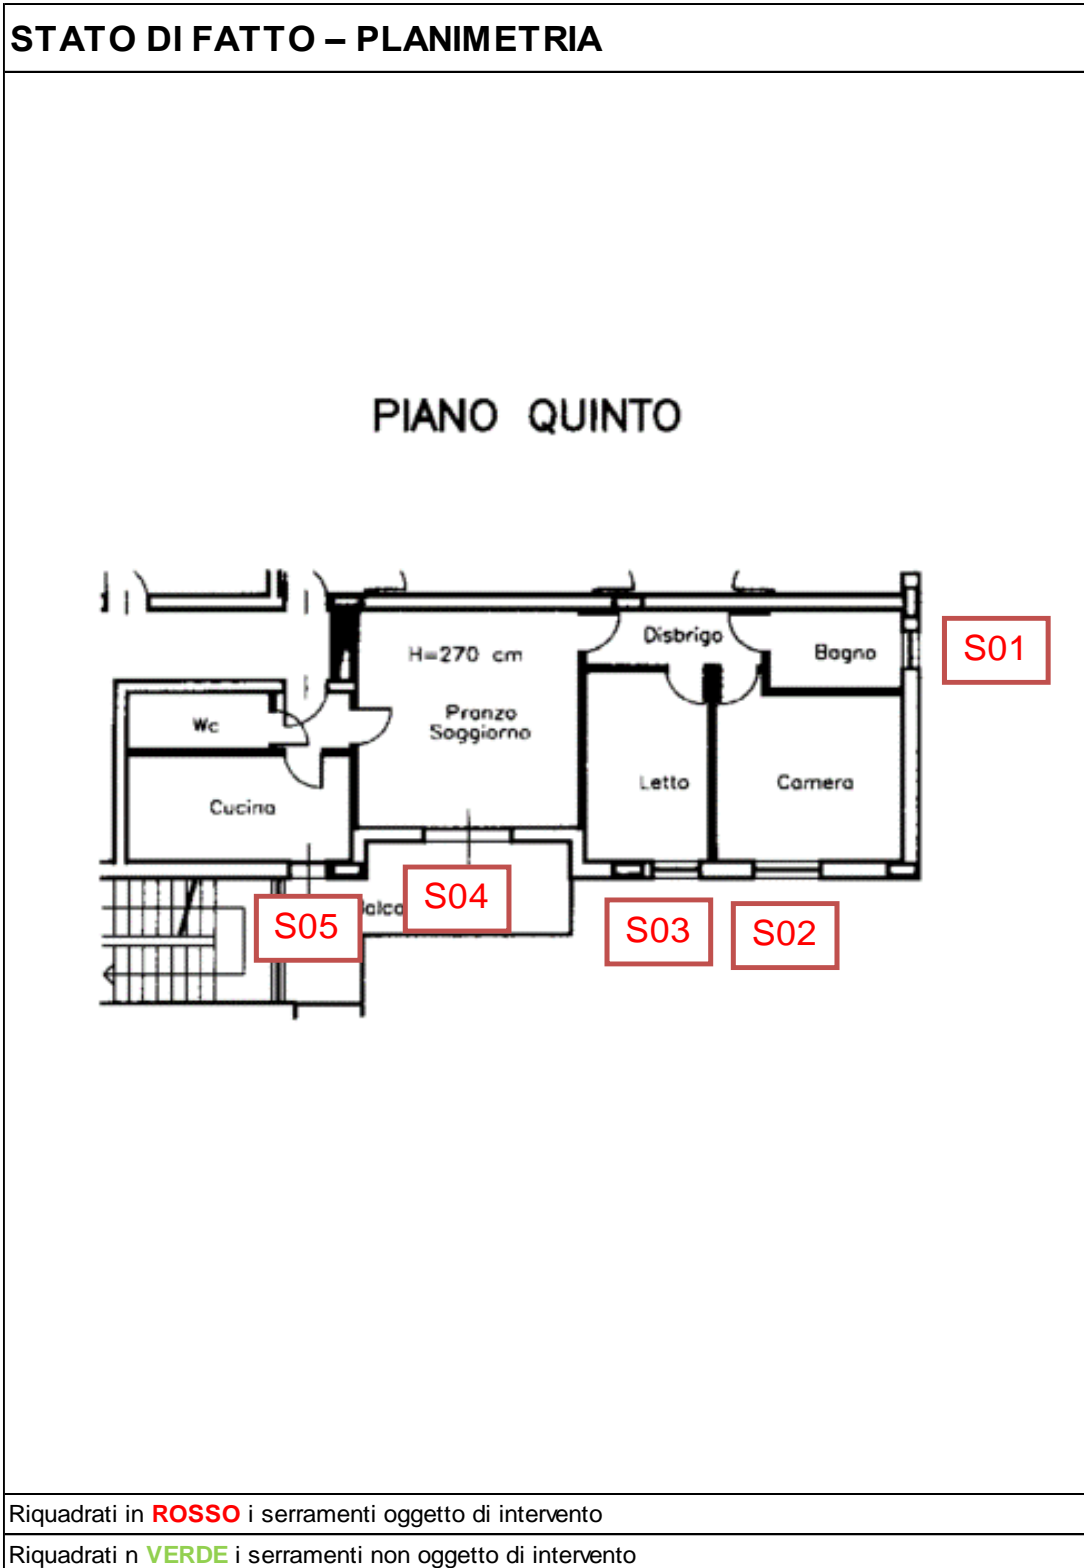 STATO DI FATTO – PLANIMETRIA
PIANO QUINTO
Disbrigo
Bagno
S01
H=270 cm
Pranzo
Soggiorno
Wc
Letto
Camera
Cucina
S04
S05
Balco
S03
S02
Riquadrati in ROSSO i serramenti oggetto di intervento
Riquadrati n VERDE i serramenti non oggetto di intervento